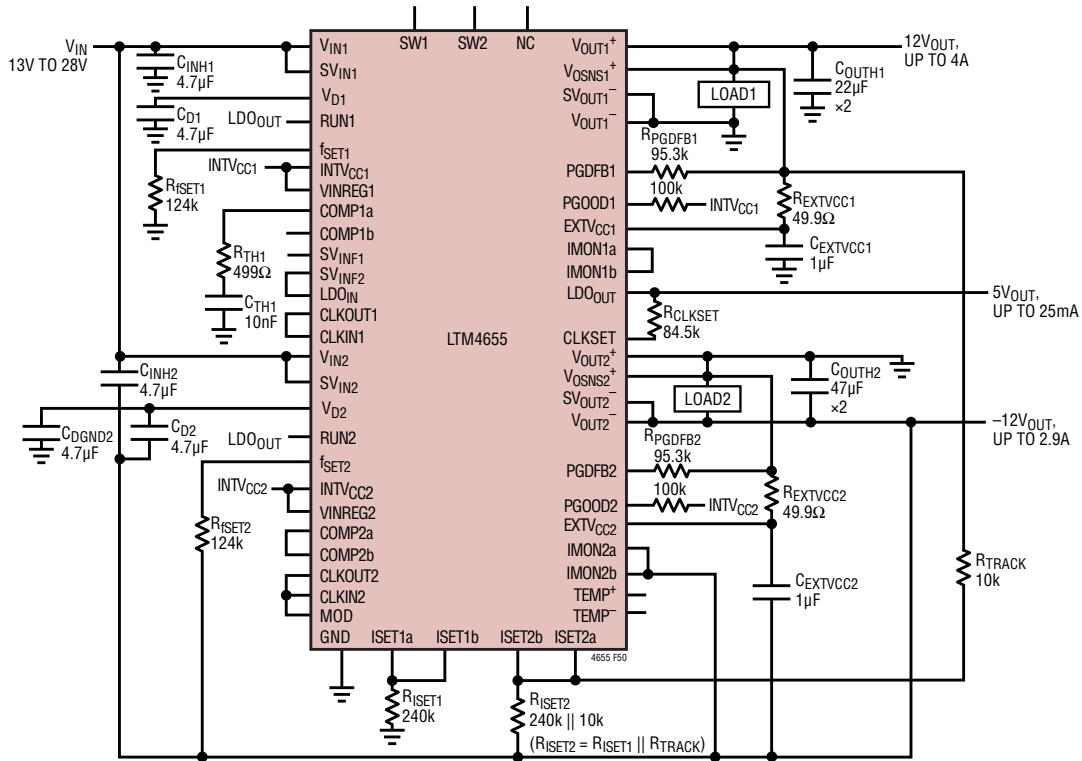 SW1 SW2 NC
V_IN
13V TO 28V
C_INH1
4.7µF
C_D1
4.7µF
LDO_OUT
INTV_CC1
R_fSET1
124k
R_TH1
499Ω
C_TH1
10nF
C_INH2
4.7µF
C_DGND2
4.7µF
C_D2
4.7µF
LDO_OUT
INTV_CC2
R_fSET2
124k
V_IN1
SV_IN1
V_D1
RUN1
f_SET1
INTV_CC1
VINREG1
COMP1a
COMP1b
SV_INF1
SV_INF2
LDO_IN
CLKOUT1
CLKIN1
V_IN2
SV_IN2
V_D2
RUN2
f_SET2
INTV_CC2
VINREG2
COMP2a
COMP2b
CLKOUT2
CLKIN2
MOD
GND ISET1a ISET1b ISET2b ISET2a
LTM4655
V_OUT1+
V_OSNS1+
SV_OUT1–
V_OUT1–
PGDFB1
PGOOD1
EXTV_CC1
IMON1a
IMON1b
LDO_OUT
CLKSET
V_OUT2+
V_OSNS2+
SV_OUT2–
V_OUT2–
PGDFB2
PGOOD2
EXTV_CC2
IMON2a
IMON2b
TEMP+
TEMP–
4655 F50
LOAD1
12V_OUT,
UP TO 4A
C_OUTH1
22µF
×2
R_PGDFB1
95.3k
100k
INTV_CC1
R_EXTVCC1
49.9Ω
C_EXTVCC1
1µF
5V_OUT,
UP TO 25mA
R_CLKSET
84.5k
LOAD2
C_OUTH2
47µF
×2
–12V_OUT,
UP TO 2.9A
R_PGDFB2
95.3k
100k
INTV_CC2
R_EXTVCC2
49.9Ω
C_EXTVCC2
1µF
R_TRACK
10k
R_ISET1
240k
R_ISET2
240k || 10k
(R_ISET2 = R_ISET1 || R_TRACK)